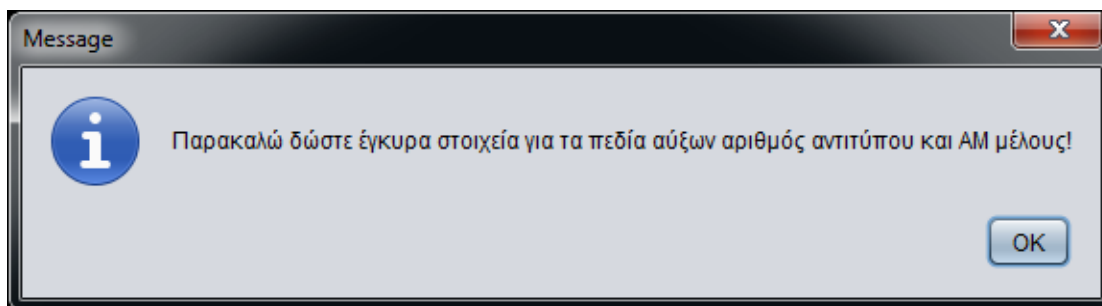 Message
Παρακαλώ δώστε έγκυρα στοιχεία για τα πεδία αύξων αριθμός αντιτύπου και ΑΜ μέλους!
OK